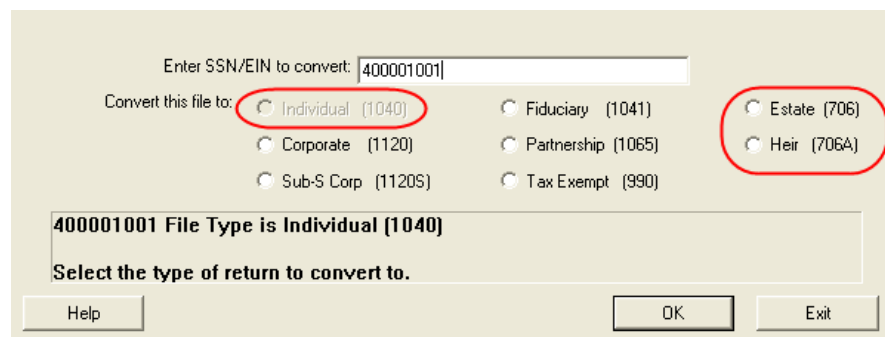 Enter SSN/EIN to convert: 400001001
Convert this file to: Individual (1040) Fiduciary (1041) Estate (706)
Corporate (1120) Partnership (1065) Heir (706A)
Sub-S Corp (1120S) Tax Exempt (990)
400001001 File Type is Individual (1040)
Select the type of return to convert to.
Help OK Exit